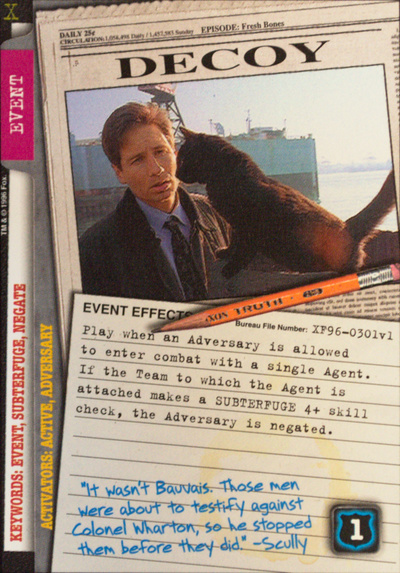 X
DAILY 25¢ EPISODE: Fresh Bones
DECOY
EVENT
TM & © 1996 Fox.
KEYWORDS: EVENT, SUBTERFUGE, NEGATE
ACTIVATORS: ACTIVE, ADVERSARY
TRUTH
EVENT EFFECTS
Bureau File Number: XF96-0301v1
Play when an Adversary is allowed
to enter combat with a single Agent.
If the Team to which the Agent is
attached makes a SUBTERFUGE 4+ skill
check, the Adversary is negated.
"It wasn't Bauvais. Those men
were about to testify against
Colonel Wharton, so he stopped
them before they did." -Scully
1